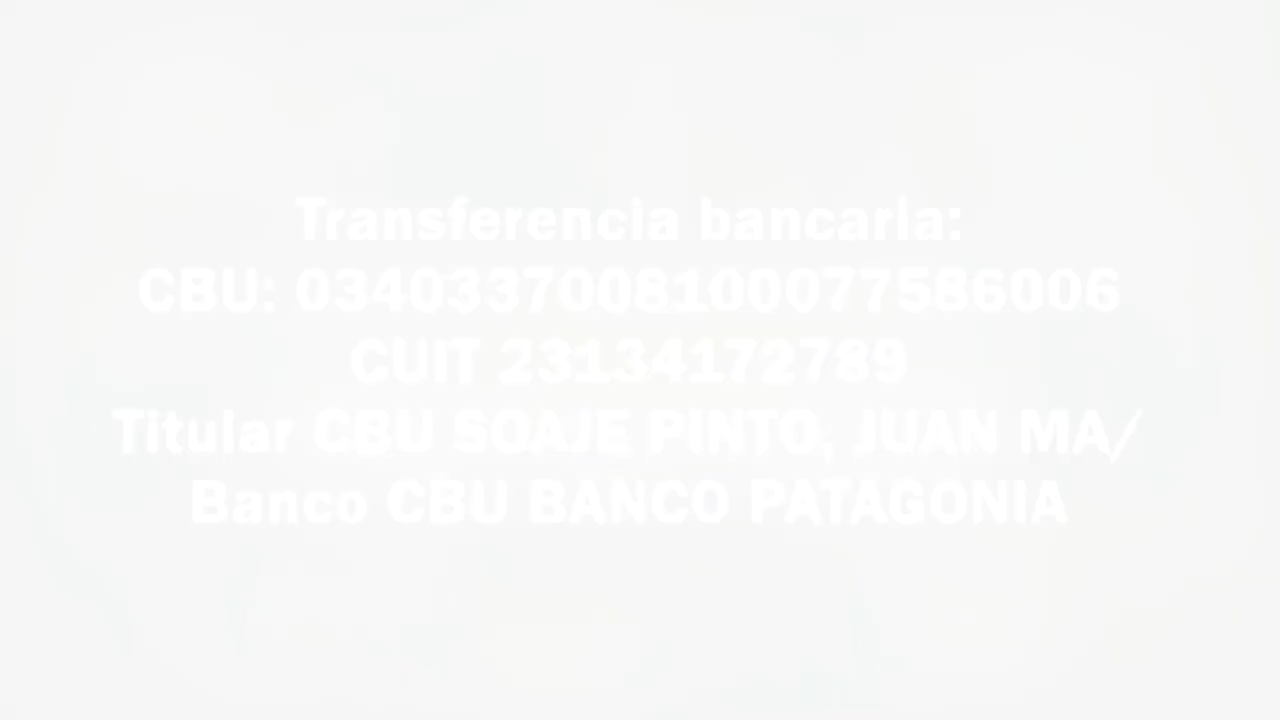 Transferencia bancaria:
CBU: 0340337008100077586006
CUIT 23134172789
Titular CBU SOAJE PINTO, JUAN MA/
Banco CBU BANCO PATAGONIA